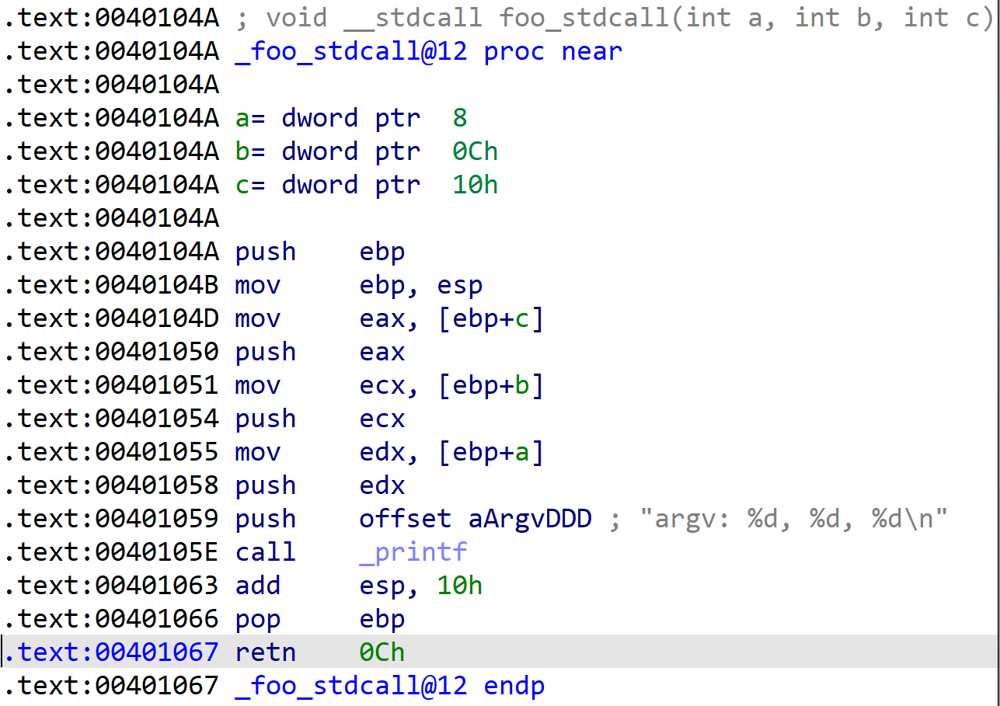 .text:0040104A ; void __stdcall foo_stdcall(int a, int b, int c)
.text:0040104A _foo_stdcall@12 proc near
.text:0040104A
.text:0040104A a= dword ptr  8
.text:0040104A b= dword ptr  0Ch
.text:0040104A c= dword ptr  10h
.text:0040104A
.text:0040104A push    ebp
.text:0040104B mov     ebp, esp
.text:0040104D mov     eax, [ebp+c]
.text:00401050 push    eax
.text:00401051 mov     ecx, [ebp+b]
.text:00401054 push    ecx
.text:00401055 mov     edx, [ebp+a]
.text:00401058 push    edx
.text:00401059 push    offset aArgvDDD ; "argv: %d, %d, %d\n"
.text:0040105E call    _printf
.text:00401063 add     esp, 10h
.text:00401066 pop     ebp
.text:00401067 retn    0Ch
.text:00401067 _foo_stdcall@12 endp